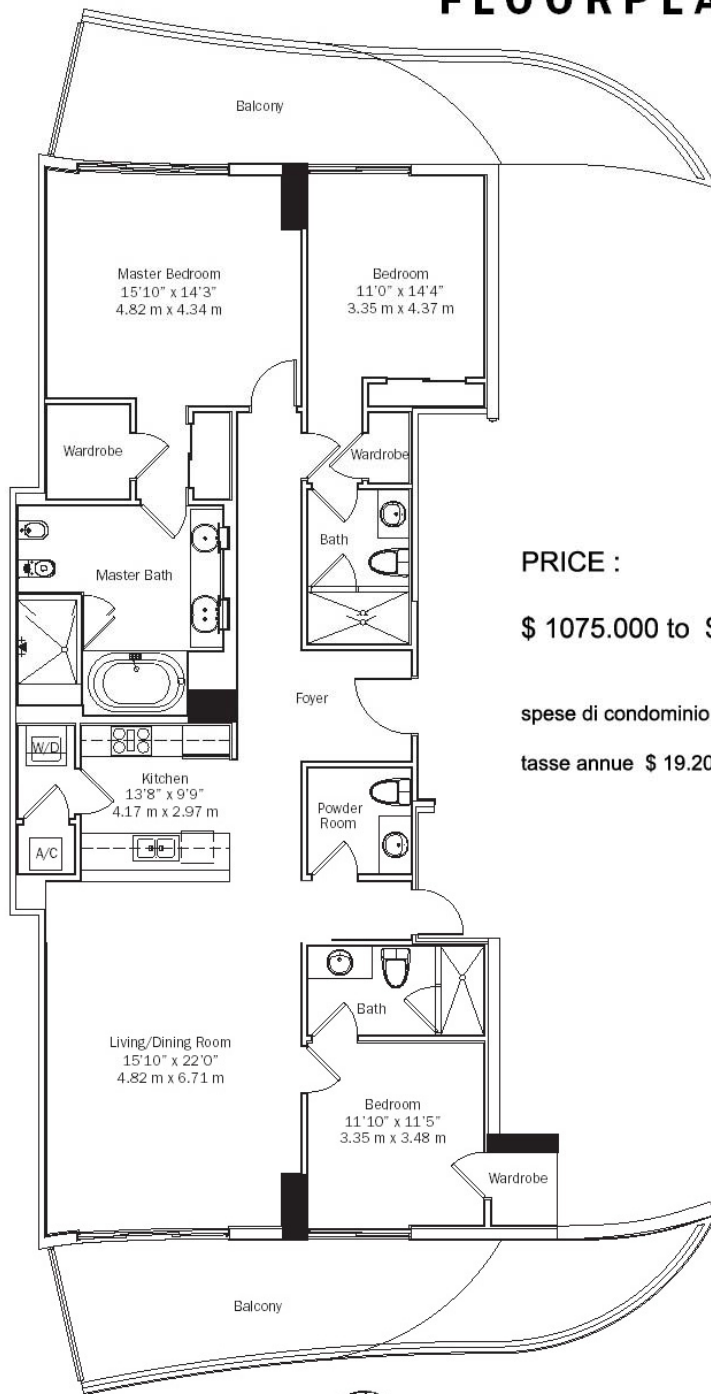 Balcony
Master Bedroom
15'10" x 14'3"
4.82 m x 4.34 m
Bedroom
11'0" x 14'4"
3.35 m x 4.37 m
Wardrobe
Wardrobe
Bath
Master Bath
PRICE :
$ 1075.000 to
Foyer
spese di condominio
tasse annue $ 19.20
W/D
Kitchen
13'8" x 9'9"
4.17 m x 2.97 m
Powder
Room
A/C
Bath
Living/Dining Room
15'10" x 22'0"
4.82 m x 6.71 m
Bedroom
11'10" x 11'5"
3.35 m x 3.48 m
Wardrobe
Balcony